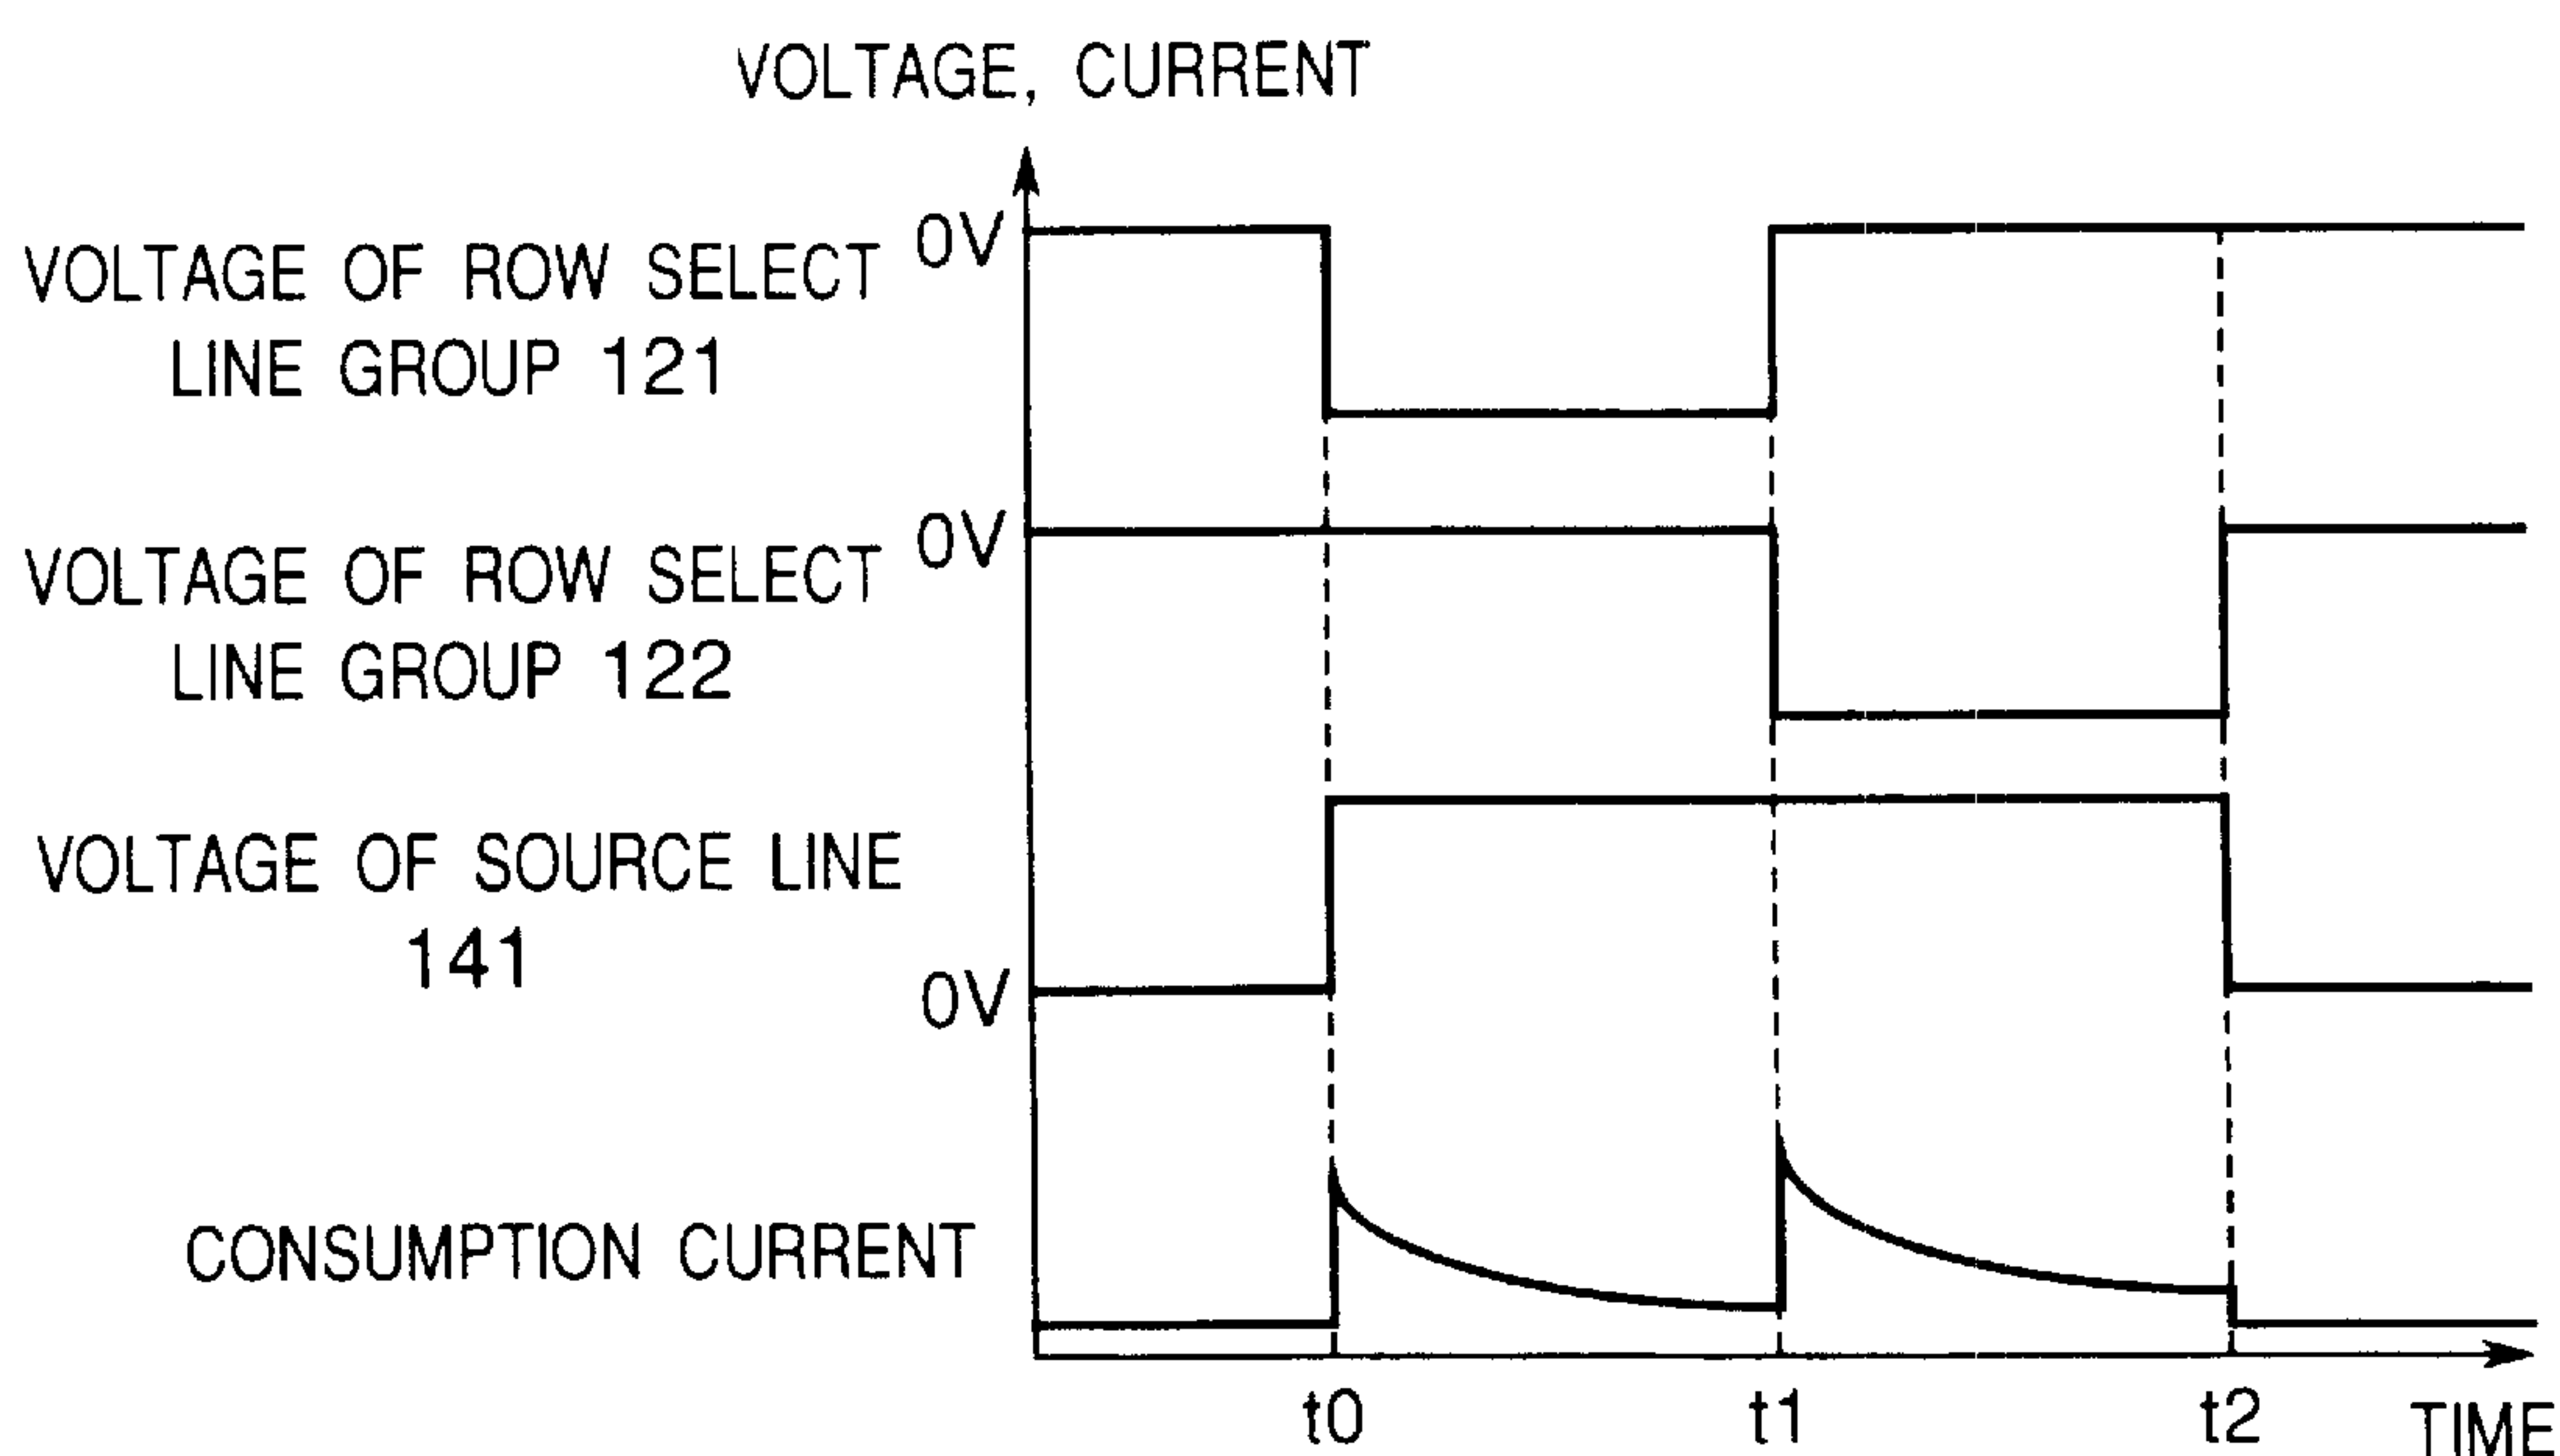 VOLTAGE, CURRENT
0V
VOLTAGE OF ROW SELECT
LINE GROUP 121
0V
VOLTAGE OF ROW SELECT
LINE GROUP 122
VOLTAGE OF SOURCE LINE
141
0V
CONSUMPTION CURRENT
t0
t1
t2
TIME